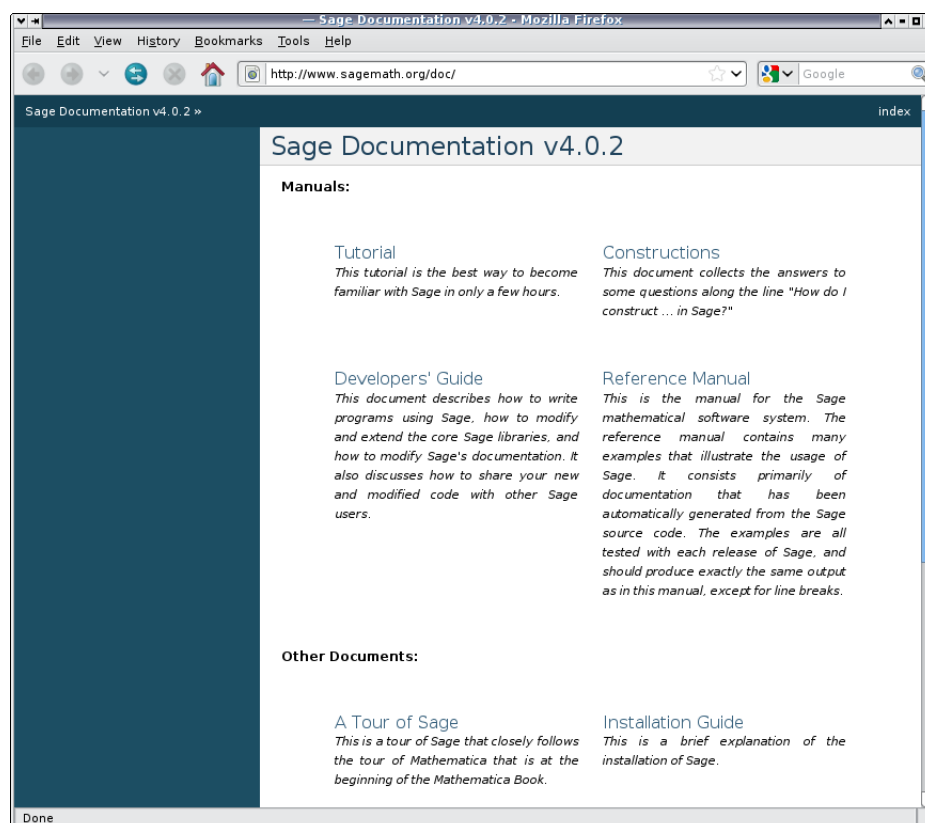 — Sage Documentation v4.0.2 - Mozilla Firefox
File Edit View History Bookmarks Tools Help
http://www.sagemath.org/doc/ Google
Sage Documentation v4.0.2 » index
Sage Documentation v4.0.2
Manuals:
Tutorial
This tutorial is the best way to become
familiar with Sage in only a few hours.
Constructions
This document collects the answers to
some questions along the line "How do I
construct ... in Sage?"
Developers' Guide
This document describes how to write
programs using Sage, how to modify
and extend the core Sage libraries, and
how to modify Sage's documentation. It
also discusses how to share your new
and modified code with other Sage
users.
Reference Manual
This is the manual for the Sage
mathematical software system. The
reference manual contains many
examples that illustrate the usage of
Sage. It consists primarily of
documentation that has been
automatically generated from the Sage
source code. The examples are all
tested with each release of Sage, and
should produce exactly the same output
as in this manual, except for line breaks.
Other Documents:
A Tour of Sage
This is a tour of Sage that closely follows
the tour of Mathematica that is at the
beginning of the Mathematica Book.
Installation Guide
This is a brief explanation of the
installation of Sage.
Done